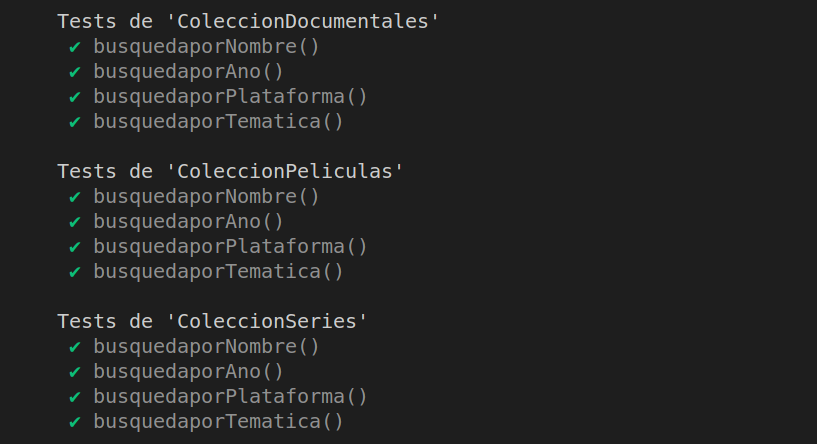 Tests de 'ColeccionDocumentales'
✔ busquedaporNombre()
✔ busquedaporAno()
✔ busquedaporPlataforma()
✔ busquedaporTematica()
Tests de 'ColeccionPeliculas'
✔ busquedaporNombre()
✔ busquedaporAno()
✔ busquedaporPlataforma()
✔ busquedaporTematica()
Tests de 'ColeccionSeries'
✔ busquedaporNombre()
✔ busquedaporAno()
✔ busquedaporPlataforma()
✔ busquedaporTematica()